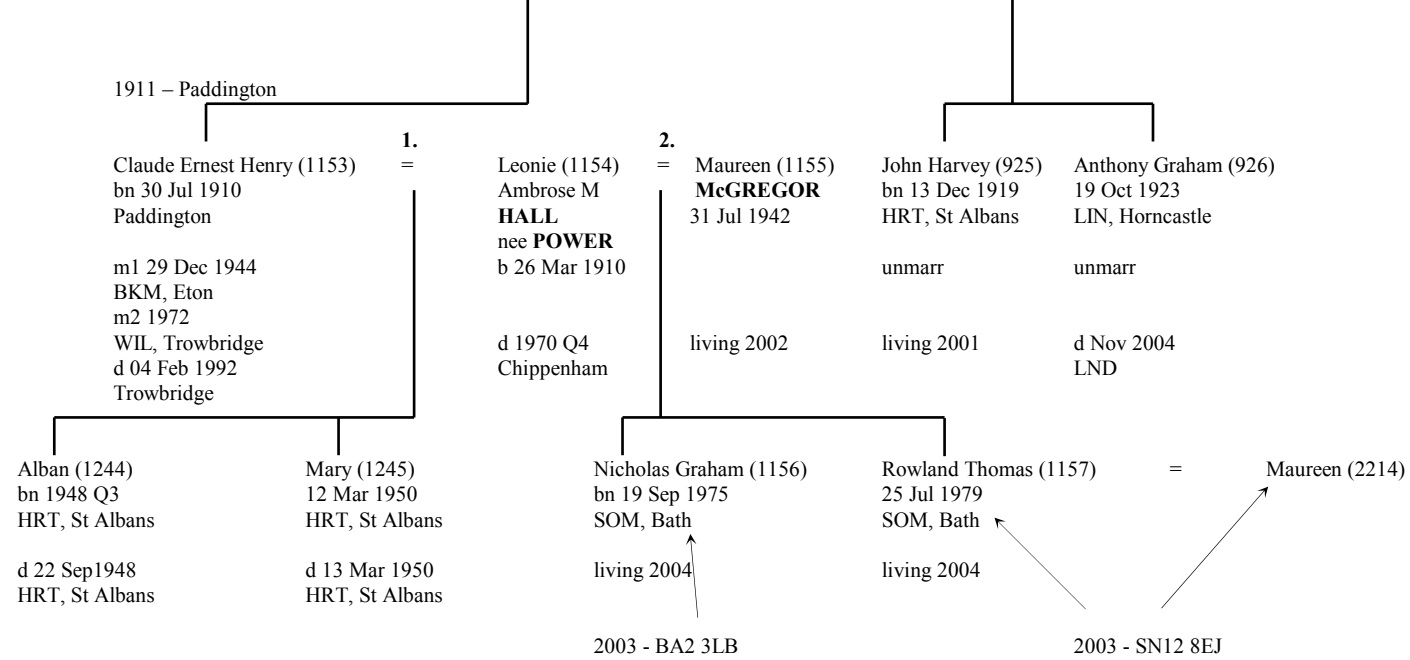 1911 – Paddington
1. 2.
Claude Ernest Henry (1153) = Leonie (1154) = Maureen (1155) John Harvey (925) Anthony Graham (926)
bn 30 Jul 1910 Ambrose M McGREGOR bn 13 Dec 1919 19 Oct 1923
Paddington HALL 31 Jul 1942 HRT, St Albans LIN, Horncastle
nee POWER
m1 29 Dec 1944 b 26 Mar 1910 unmarr unmarr
BKM, Eton
m2 1972
WIL, Trowbridge d 1970 Q4 living 2002 living 2001 d Nov 2004
d 04 Feb 1992 Chippenham LND
Trowbridge
Alban (1244) Mary (1245) Nicholas Graham (1156) Rowland Thomas (1157) = Maureen (2214)
bn 1948 Q3 12 Mar 1950 bn 19 Sep 1975 25 Jul 1979
HRT, St Albans HRT, St Albans SOM, Bath SOM, Bath
d 22 Sep1948 d 13 Mar 1950 living 2004 living 2004
HRT, St Albans HRT, St Albans
2003 - BA2 3LB 2003 - SN12 8EJ